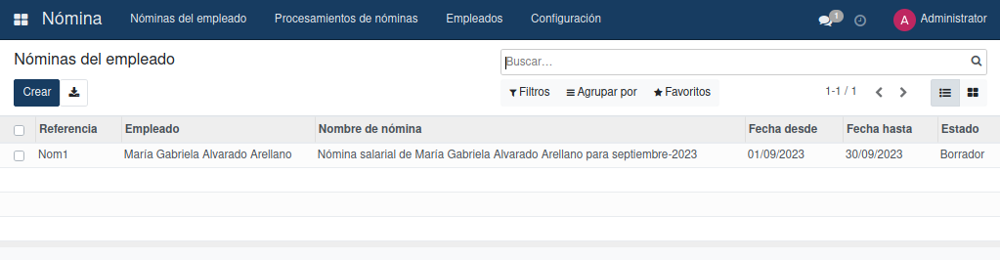 Nómina Nóminas del empleado Procesamientos de nóminas Empleados Configuración 1 A Administrator
Nóminas del empleado Buscar...
Crear Filtros Agrupar por Favoritos 1-1 / 1
Referencia Empleado Nombre de nómina Fecha desde Fecha hasta Estado
Nom1 María Gabriela Alvarado Arellano Nómina salarial de María Gabriela Alvarado Arellano para septiembre-2023 01/09/2023 30/09/2023 Borrador